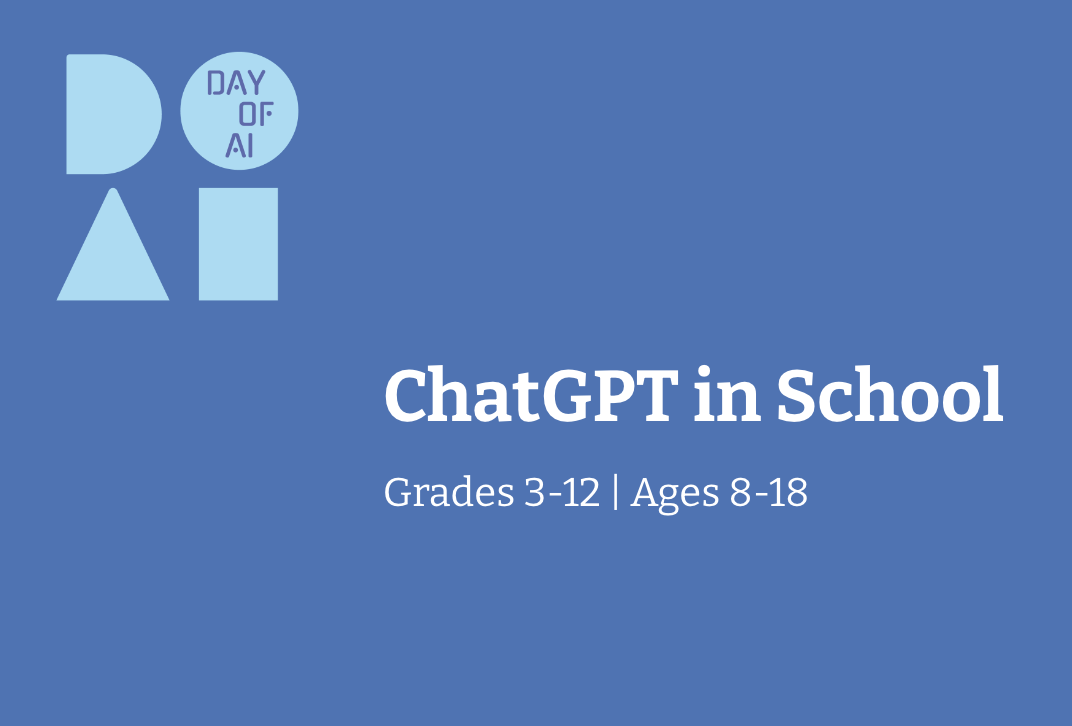 DAY
OF
AI
ChatGPT in School
Grades 3-12 | Ages 8-18